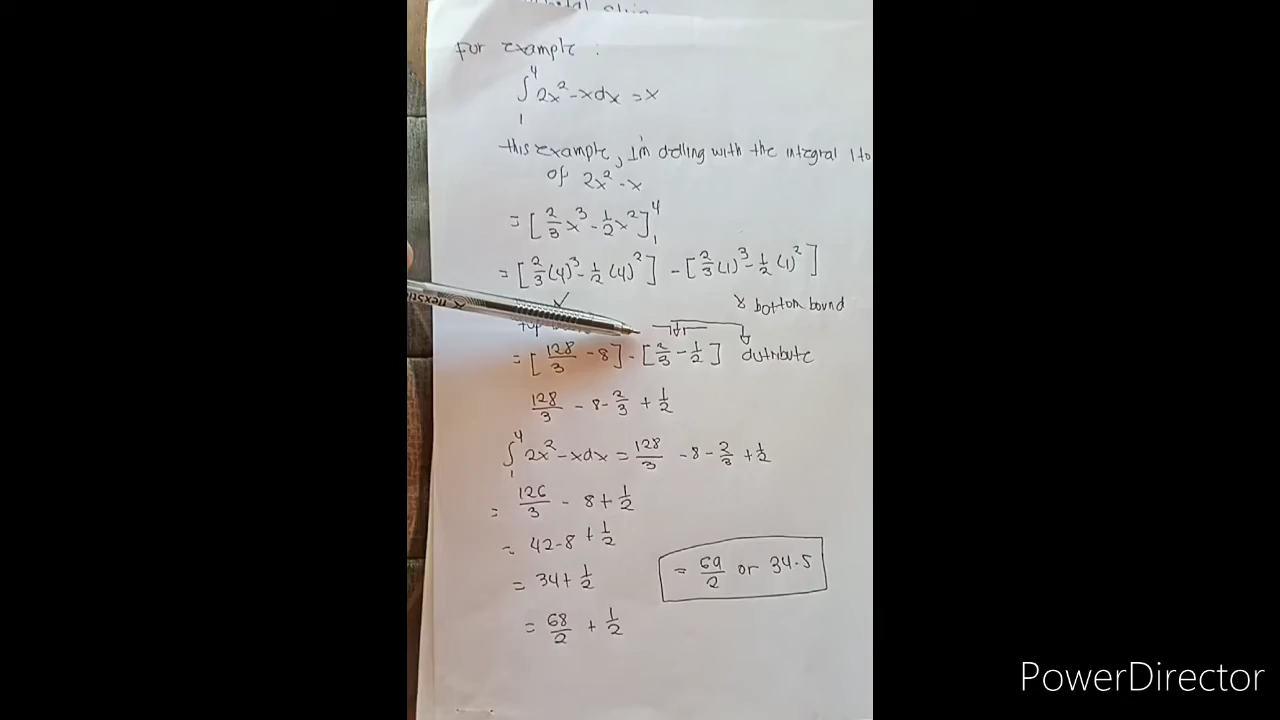 For example :
∫₁⁴ 2x² - x dx = x
this example, I'm delling with the integral 1 to
of 2x² - x
= [2/3 x³ - 1/2 x²]₁⁴
= [2/3 (4)³ - 1/2 (4)²] - [2/3 (1)³ - 1/2 (1)²]
bottom bound
top
= [128/3 - 8] - [2/3 - 1/2] dutribute
128/3 - 8 - 2/3 + 1/2
∫₁⁴ 2x² - x dx = 128/3 - 8 - 2/3 + 1/2
= 126/3 - 8 + 1/2
= 42 - 8 + 1/2
= 34 + 1/2
= 69/2 or 34.5
= 68/2 + 1/2
PowerDirector